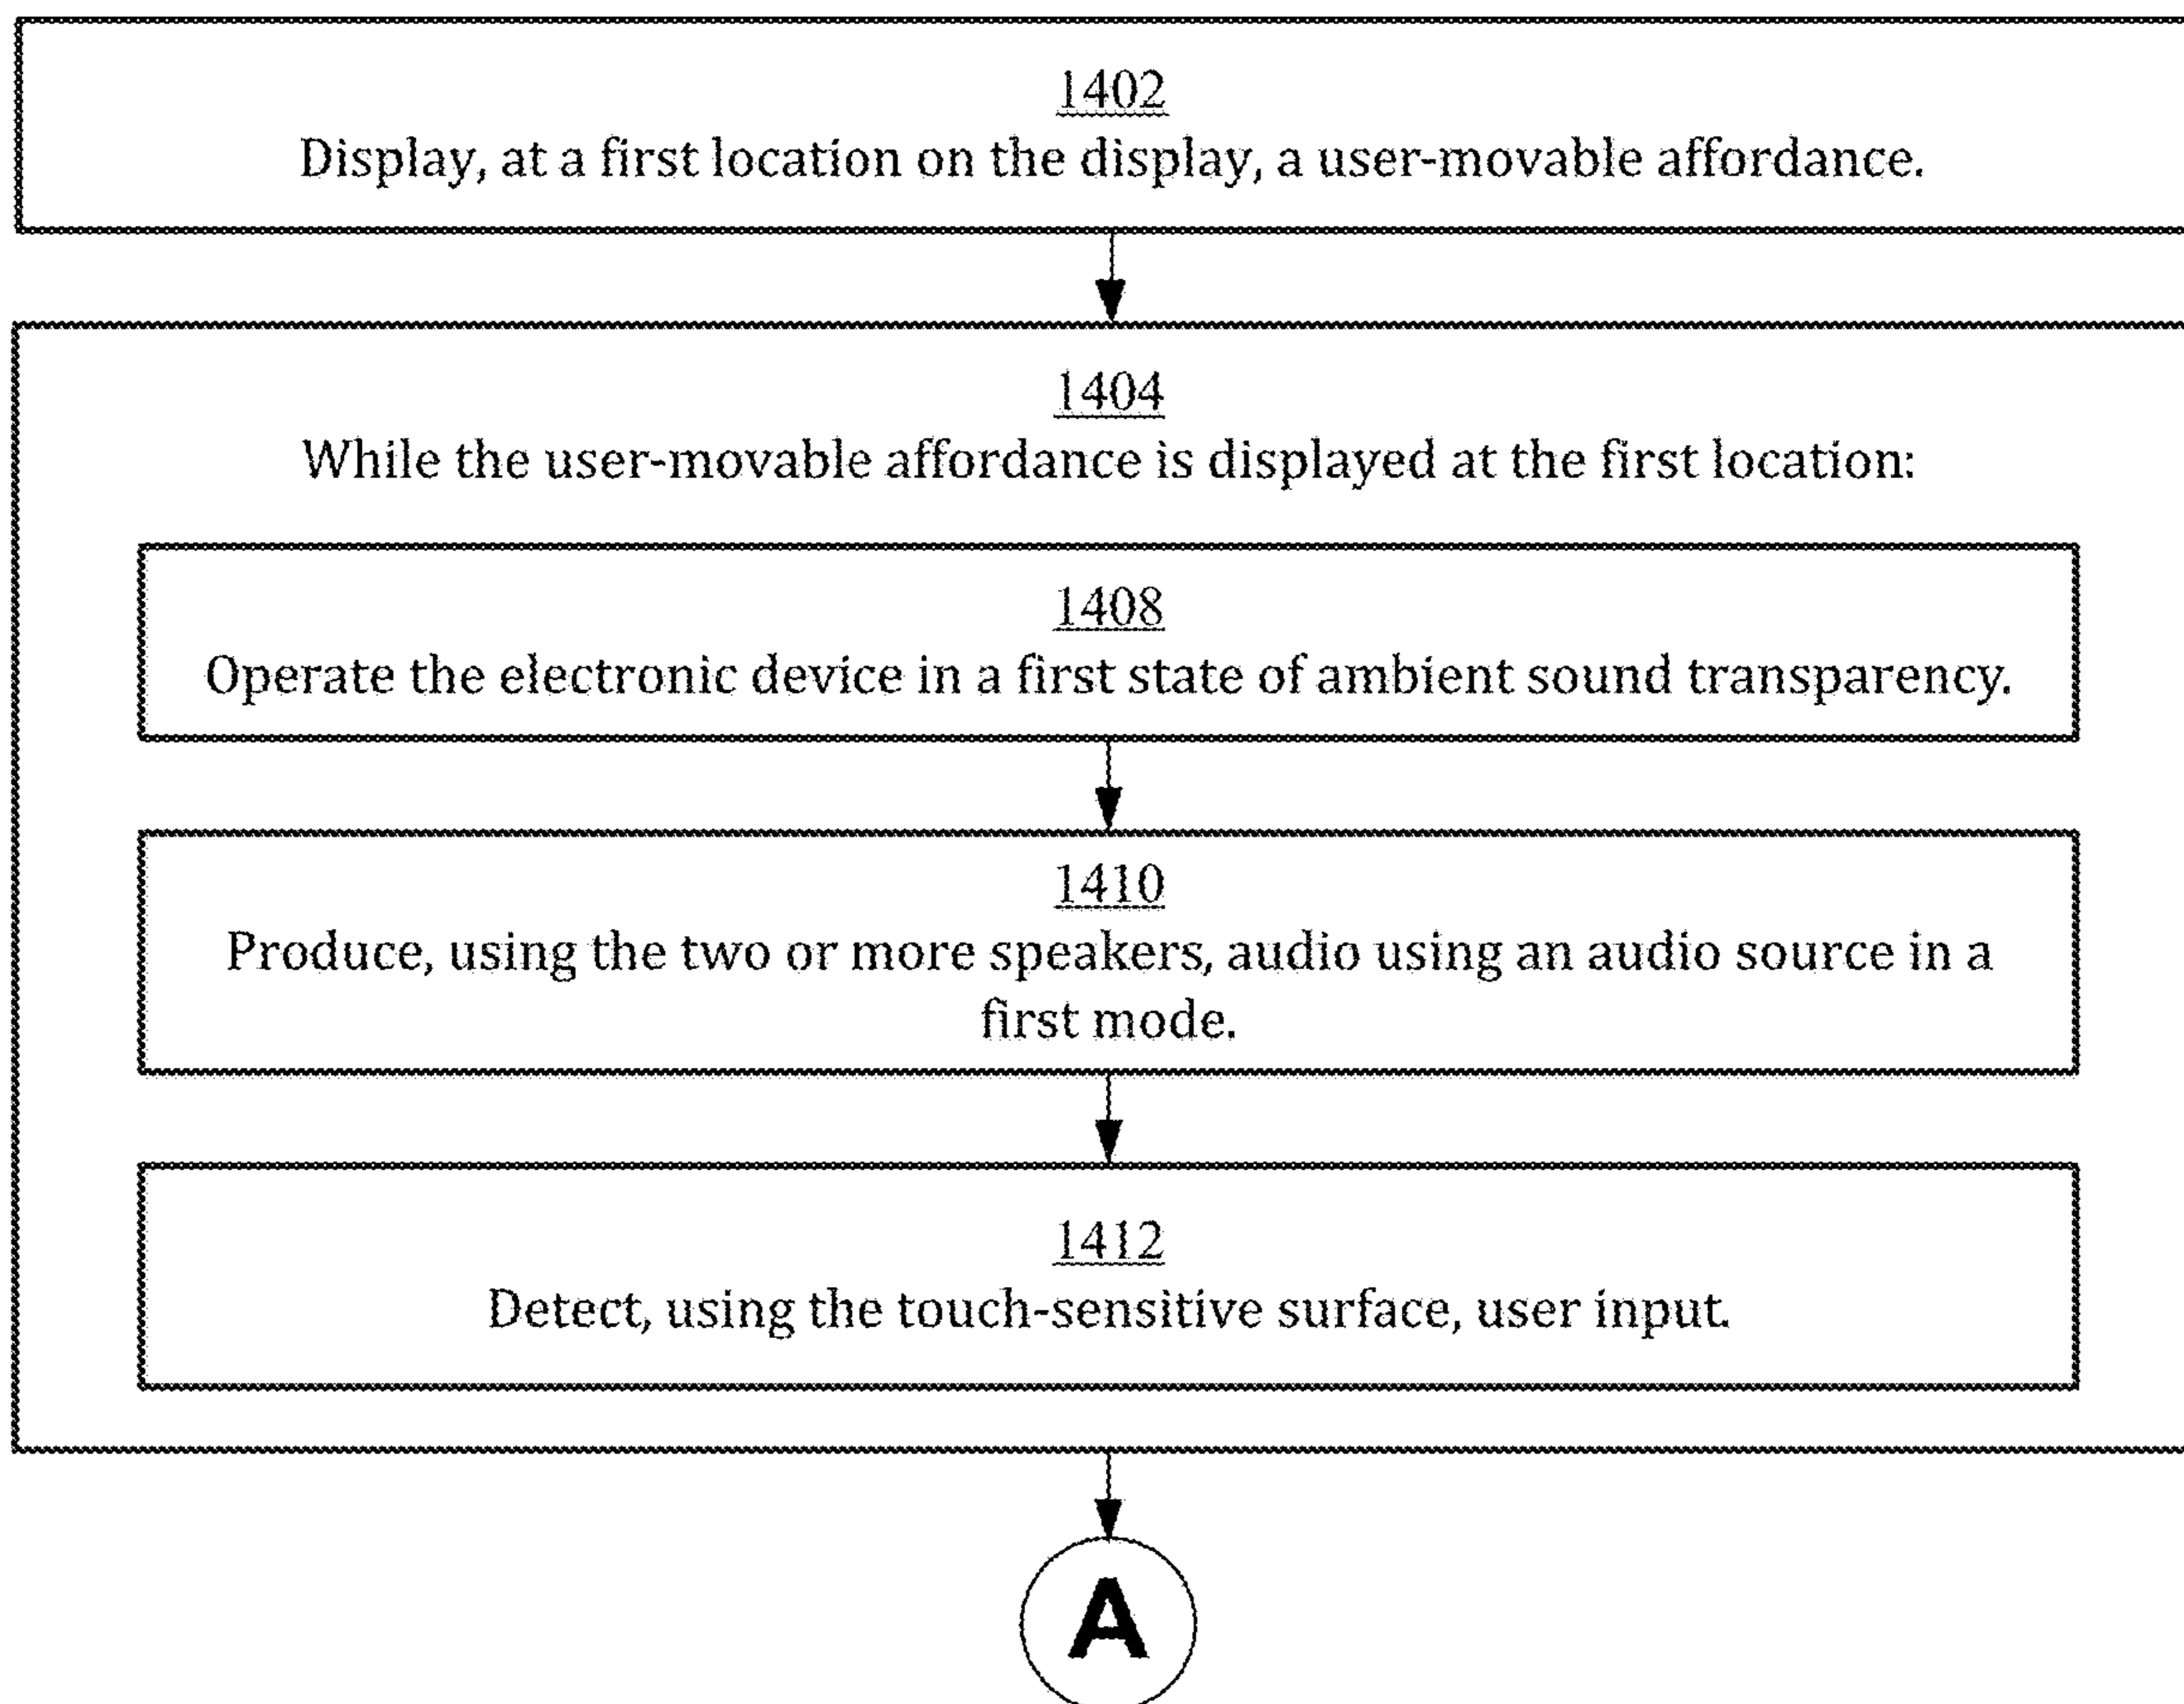 1402
Display, at a first location on the display, a user-movable affordance.
1404
While the user-movable affordance is displayed at the first location:
1408
Operate the electronic device in a first state of ambient sound transparency.
1410
Produce, using the two or more speakers, audio using an audio source in a
first mode.
1412
Detect, using the touch-sensitive surface, user input.
A